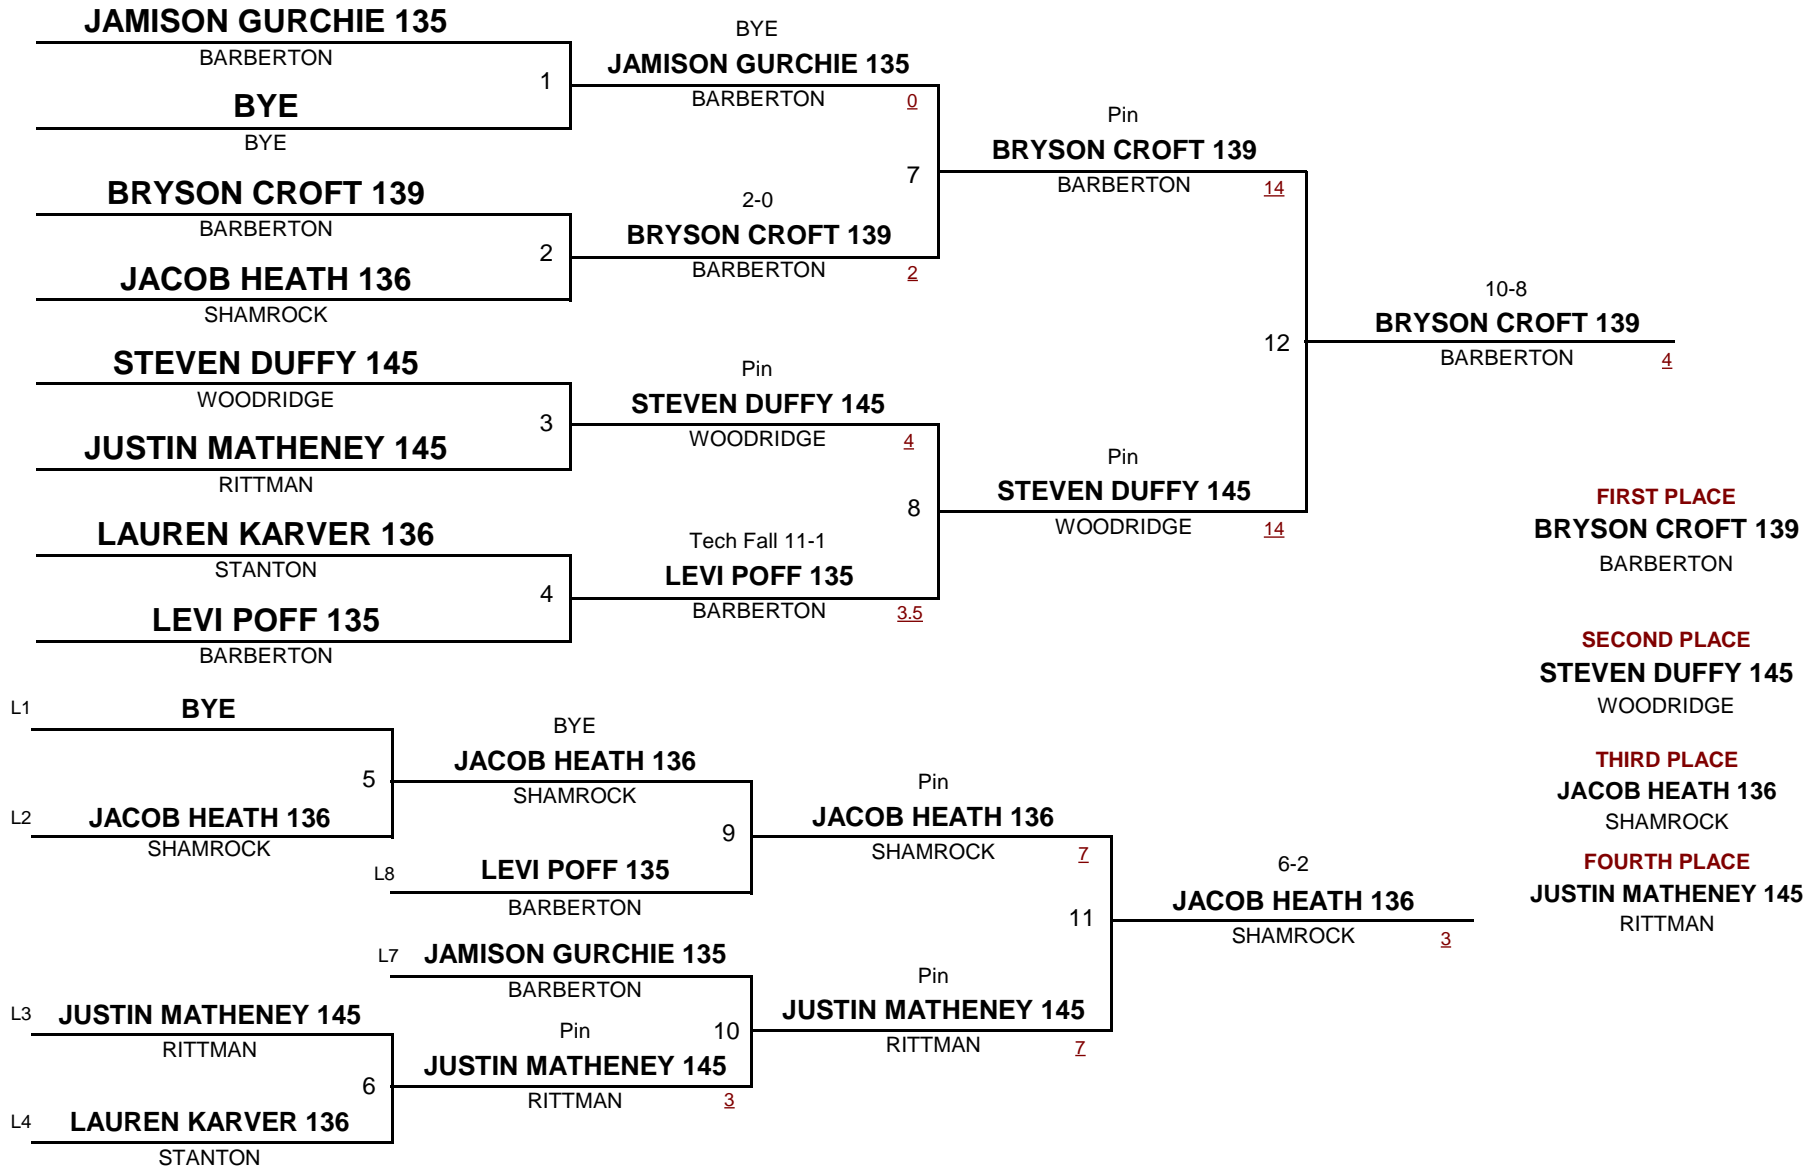 JAMISON GURCHIE 135
BARBERTON
1
BYE
BYE
BRYSON CROFT 139
BARBERTON
2
JACOB HEATH 136
SHAMROCK
STEVEN DUFFY 145
WOODRIDGE
3
JUSTIN MATHENEY 145
RITTMAN
LAUREN KARVER 136
STANTON
4
LEVI POFF 135
BARBERTON
BYE
JAMISON GURCHIE 135
BARBERTON 0
7
2-0
BRYSON CROFT 139
BARBERTON 2
Pin
STEVEN DUFFY 145
WOODRIDGE 4
8
Tech Fall 11-1
LEVI POFF 135
BARBERTON 3.5
Pin
BRYSON CROFT 139
BARBERTON 14
12
Pin
STEVEN DUFFY 145
WOODRIDGE 14
10-8
BRYSON CROFT 139
BARBERTON 4
FIRST PLACE
BRYSON CROFT 139
BARBERTON
SECOND PLACE
STEVEN DUFFY 145
WOODRIDGE
THIRD PLACE
JACOB HEATH 136
SHAMROCK
FOURTH PLACE
JUSTIN MATHENEY 145
RITTMAN
L1 BYE
5
L2 JACOB HEATH 136
SHAMROCK
L3 JUSTIN MATHENEY 145
RITTMAN
6
L4 LAUREN KARVER 136
STANTON
BYE
JACOB HEATH 136
SHAMROCK
9
L8 LEVI POFF 135
BARBERTON
L7 JAMISON GURCHIE 135
BARBERTON
10
Pin
JUSTIN MATHENEY 145
RITTMAN 3
Pin
JACOB HEATH 136
SHAMROCK 7
11
Pin
JUSTIN MATHENEY 145
RITTMAN 7
6-2
JACOB HEATH 136
SHAMROCK 3